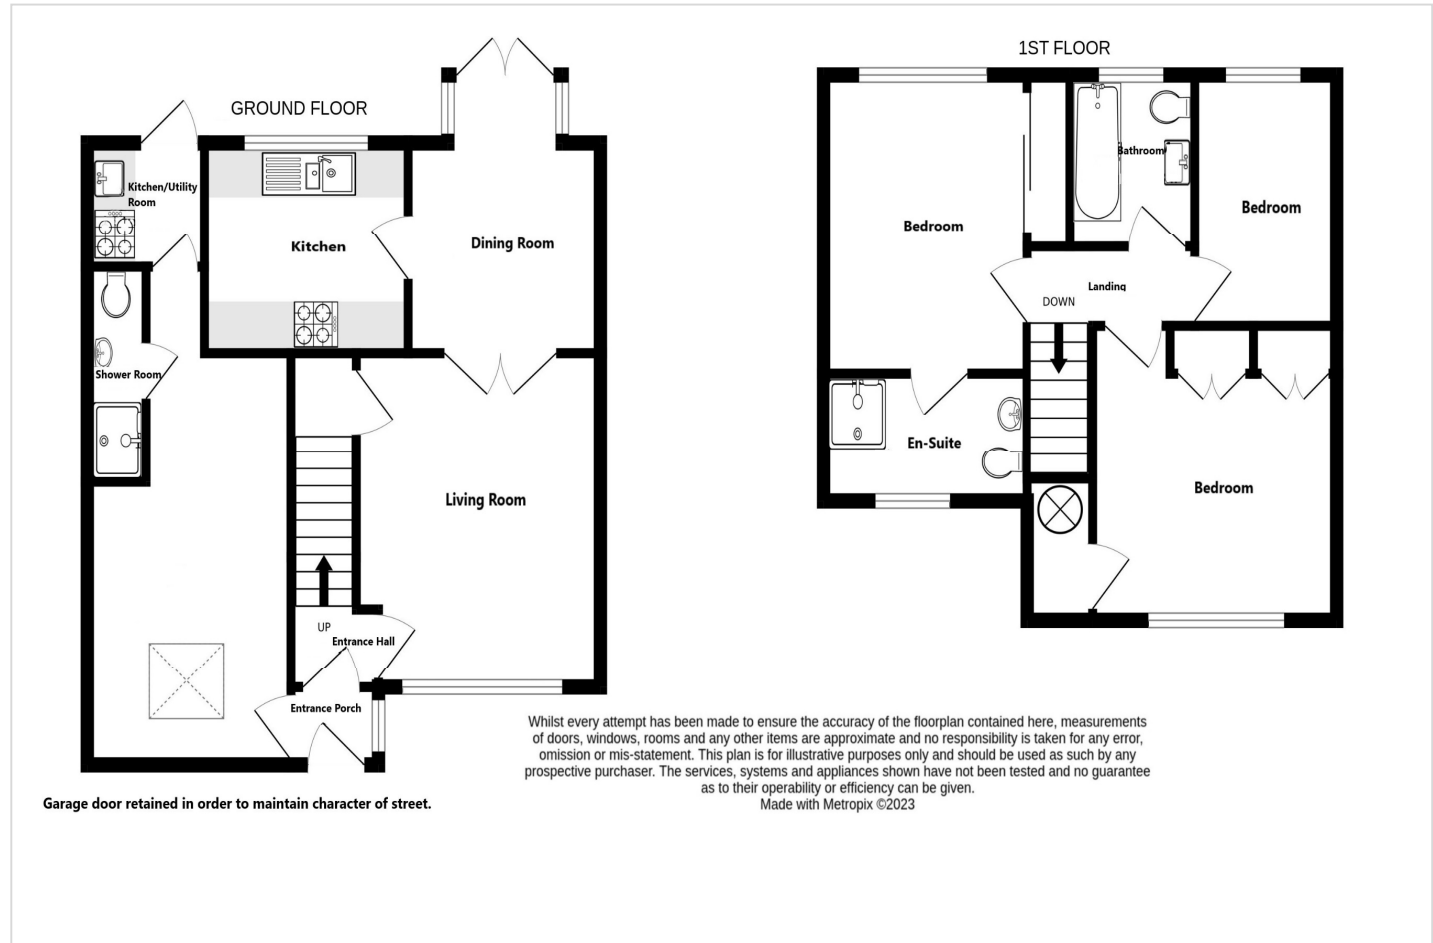 GROUND FLOOR
Kitchen/Utility
Room
Kitchen
Dining Room
Shower Room
Living Room
UP
Entrance Hall
Entrance Porch
Garage door retained in order to maintain character of street.
1ST FLOOR
Bathroom
Bedroom
Bedroom
Landing
DOWN
En-Suite
Bedroom
Whilst every attempt has been made to ensure the accuracy of the floorplan contained here, measurements
of doors, windows, rooms and any other items are approximate and no responsibility is taken for any error,
omission or mis-statement. This plan is for illustrative purposes only and should be used as such by any
prospective purchaser. The services, systems and appliances shown have not been tested and no guarantee
as to their operability or efficiency can be given.
Made with Metropix ©2023